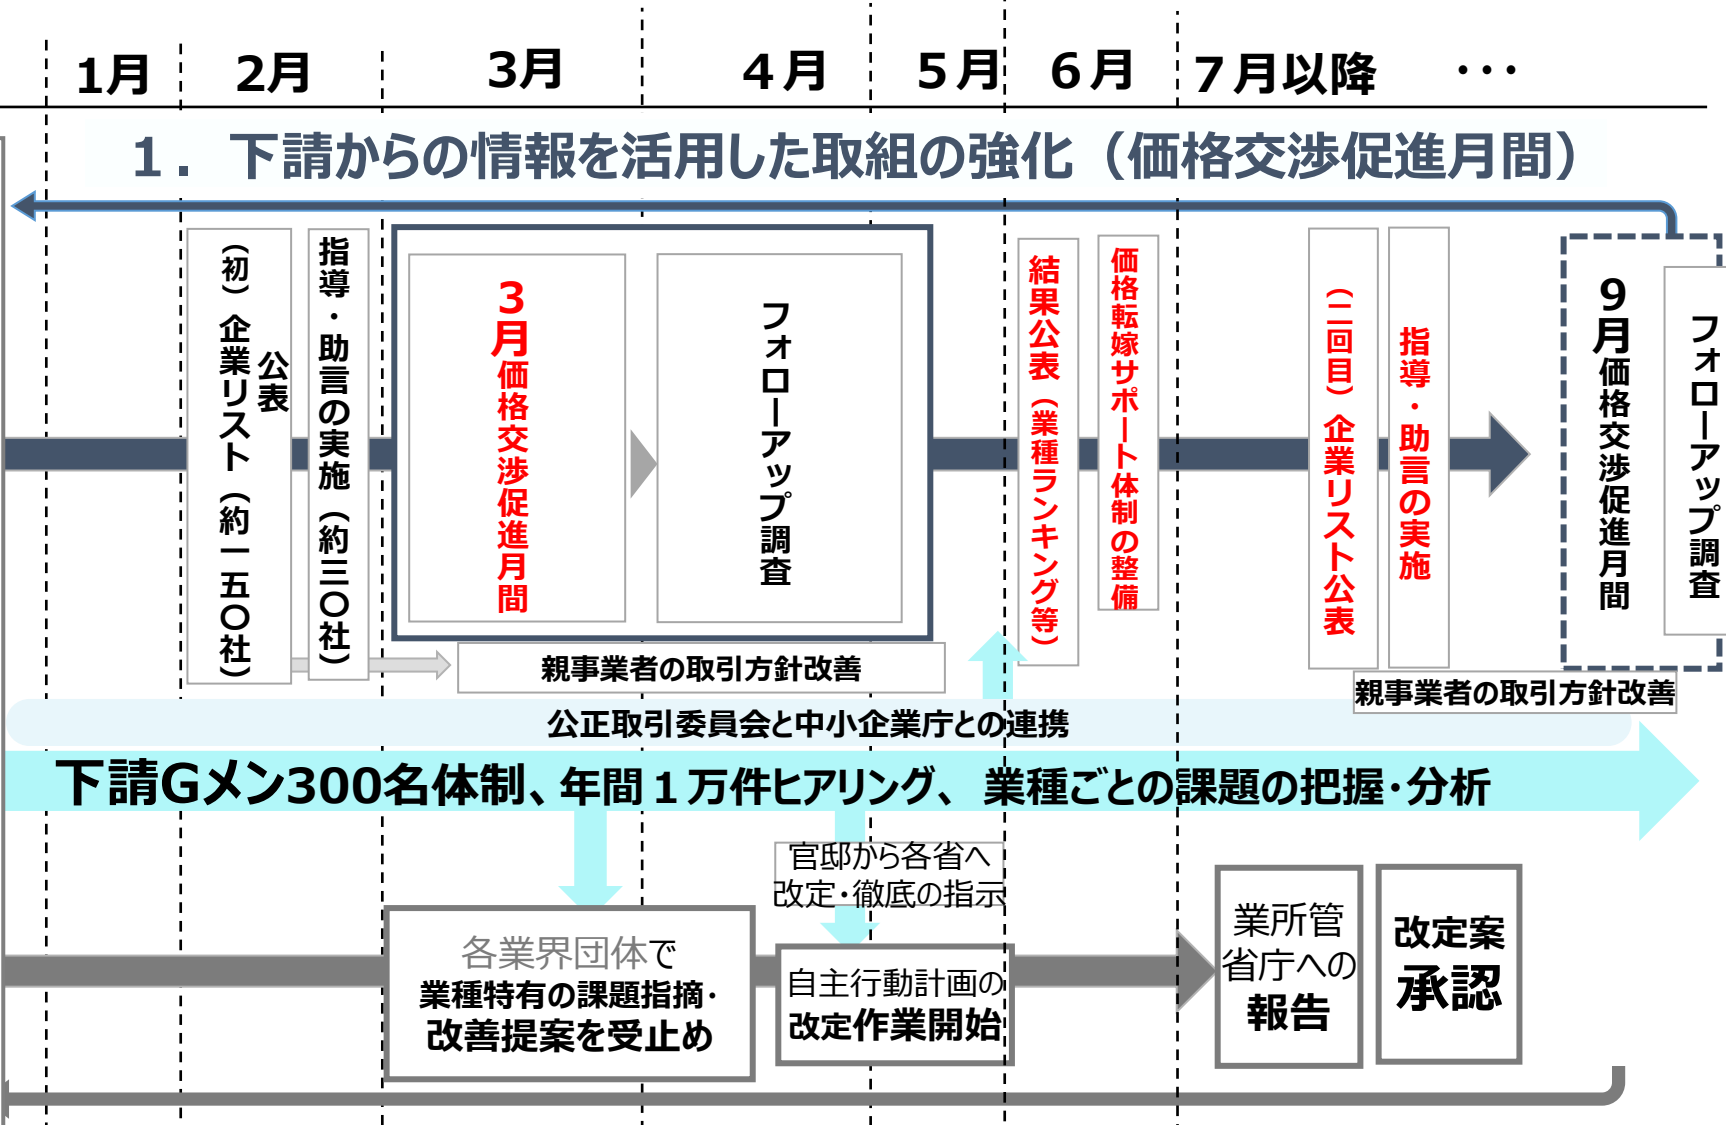 1月
2月
3月
４月
５月
６月
７月以降
･･･
１．下請からの情報を活用した取組の強化（価格交渉促進月間）
（初）企業リスト（約一五〇社）
公表
指導・助言の実施（約三〇社）
３月価格交渉促進月間
フォローアップ調査
結果公表（業種ランキング等）
価格転嫁サポート体制の整備
（二回目）企業リスト公表
指導・助言の実施
９月価格交渉促進月間
フォローアップ調査
親事業者の取引方針改善
親事業者の取引方針改善
公正取引委員会と中小企業庁との連携
下請Gメン300名体制、年間１万件ヒアリング、業種ごとの課題の把握・分析
官邸から各省へ
改定・徹底の指示
各業界団体で
業種特有の課題指摘・
改善提案を受止め
自主行動計画の
改定作業開始
業所管
省庁への
報告
改定案
承認